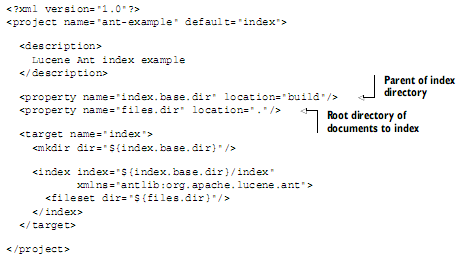 <?xml version="1.0"?>
<project name="ant-example" default="index">
<description>
Lucene Ant index example
</description>
<property name="index.base.dir" location="build"/>
Parent of index
directory
<property name="files.dir" location="."/>
Root directory of
documents to index
<target name="index">
<mkdir dir="${index.base.dir}"/>
<index index="${index.base.dir}/index"
xmlns="antlib:org.apache.lucene.ant">
<fileset dir="${files.dir}"/>
</index>
</target>
</project>